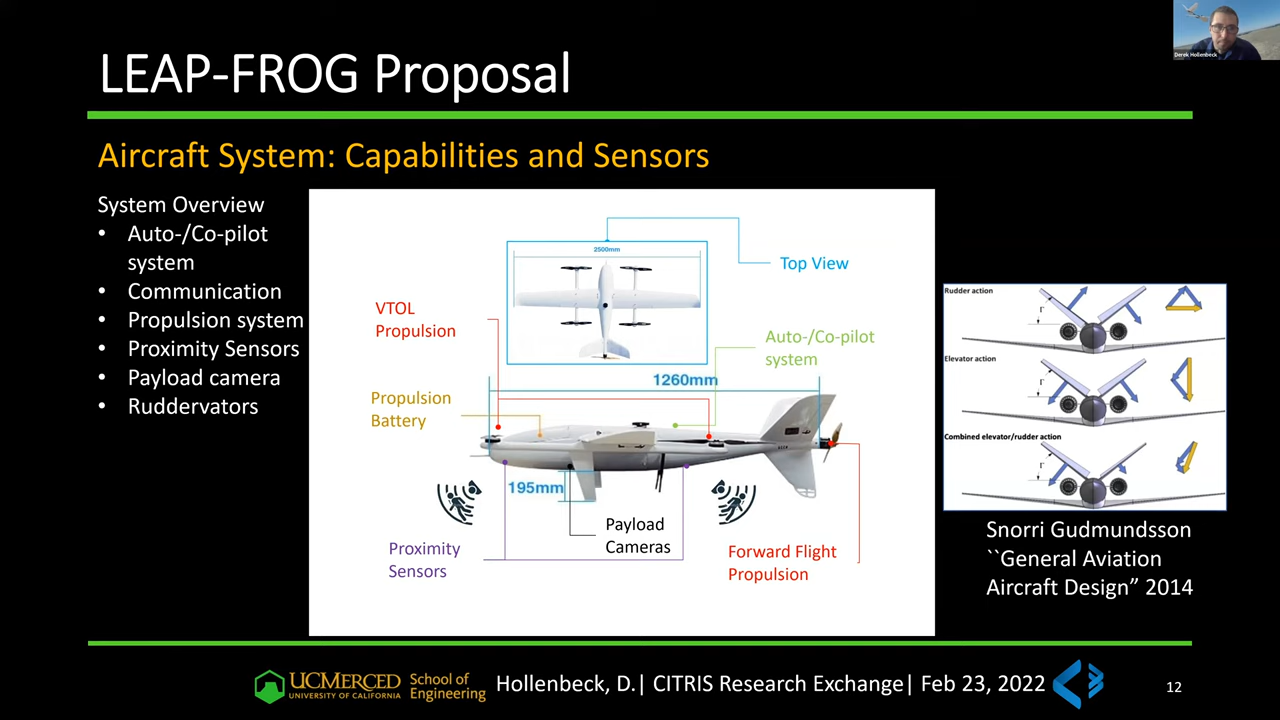 Derek Hollenbeck
LEAP-FROG Proposal
Aircraft System: Capabilities and Sensors
System Overview
• Auto-/Co-pilot
system
• Communication
• Propulsion system
• Proximity Sensors
• Payload camera
• Ruddervators
2500mm
Top View
VTOL
Propulsion
Auto-/Co-pilot
system
1260mm
Propulsion
Battery
195mm
Payload
Cameras
Proximity
Sensors
Forward Flight
Propulsion
Rudder action
Γ
Elevator action
Γ
Combined elevator/rudder action
Γ
Snorri Gudmundsson
``General Aviation
Aircraft Design” 2014
UCMERCED
UNIVERSITY OF CALIFORNIA
School of
Engineering
Hollenbeck, D.| CITRIS Research Exchange| Feb 23, 2022
12